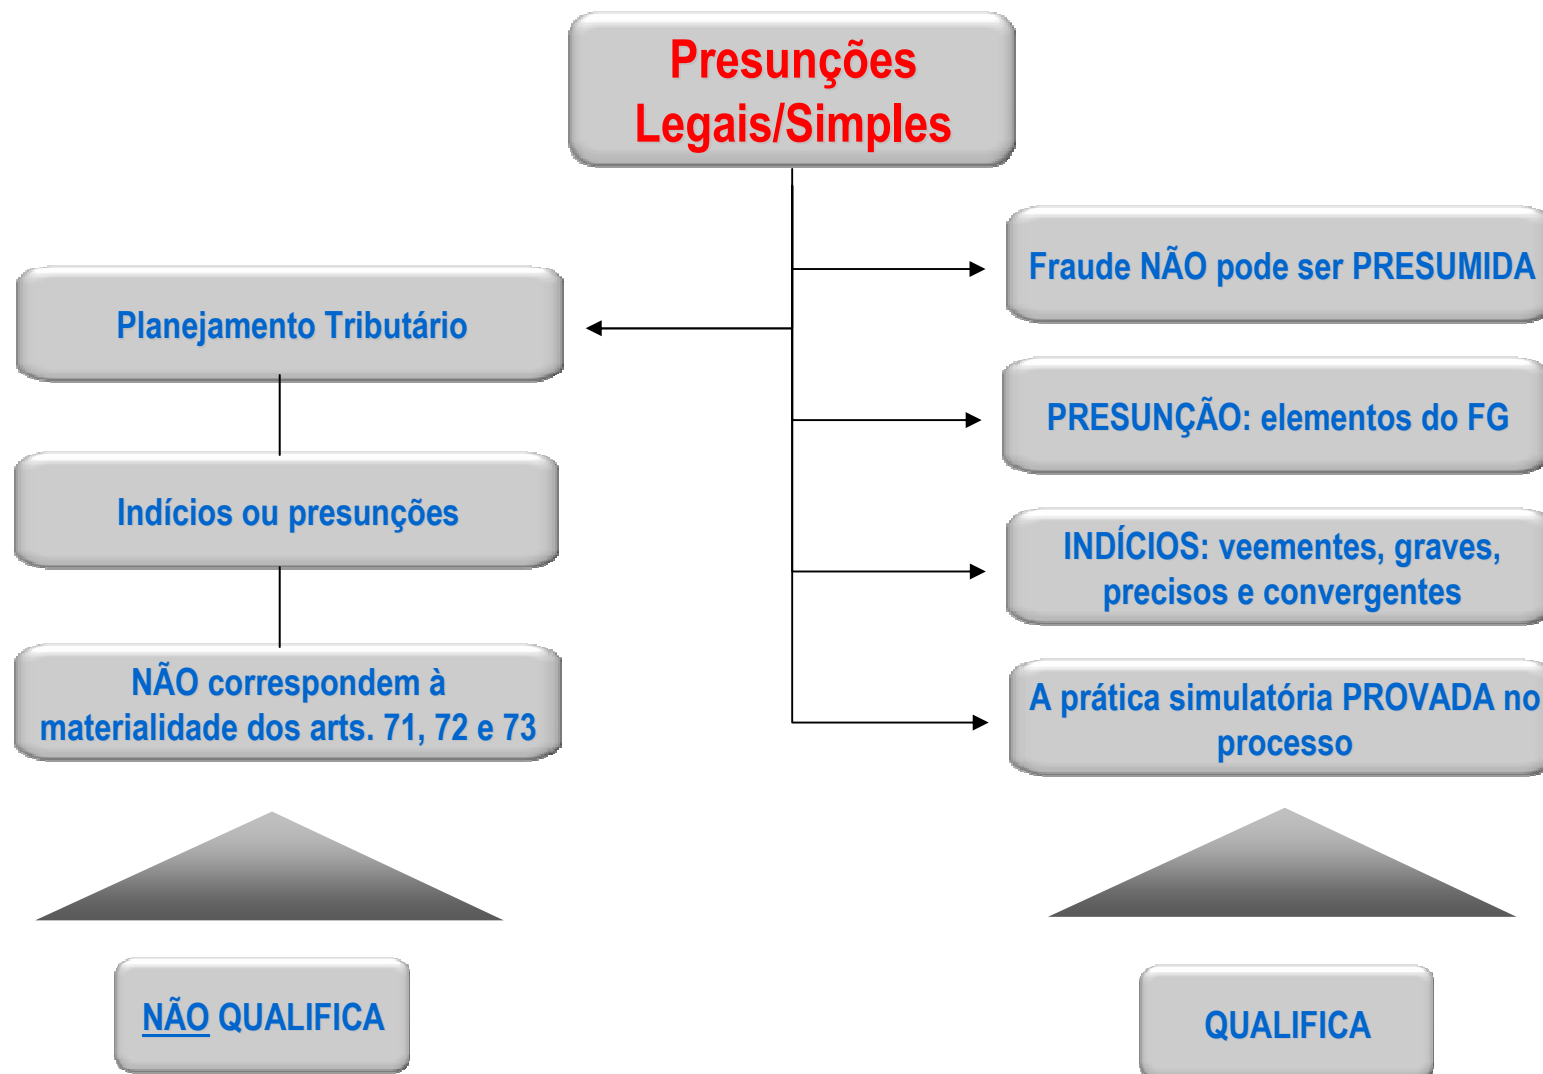 Presunções
Legais/Simples
Planejamento Tributário
Indícios ou presunções
NÃO correspondem à
materialidade dos arts. 71, 72 e 73
NÃO QUALIFICA
Fraude NÃO pode ser PRESUMIDA
PRESUNÇÃO: elementos do FG
INDÍCIOS: veementes, graves,
precisos e convergentes
A prática simulatória PROVADA no
processo
QUALIFICA